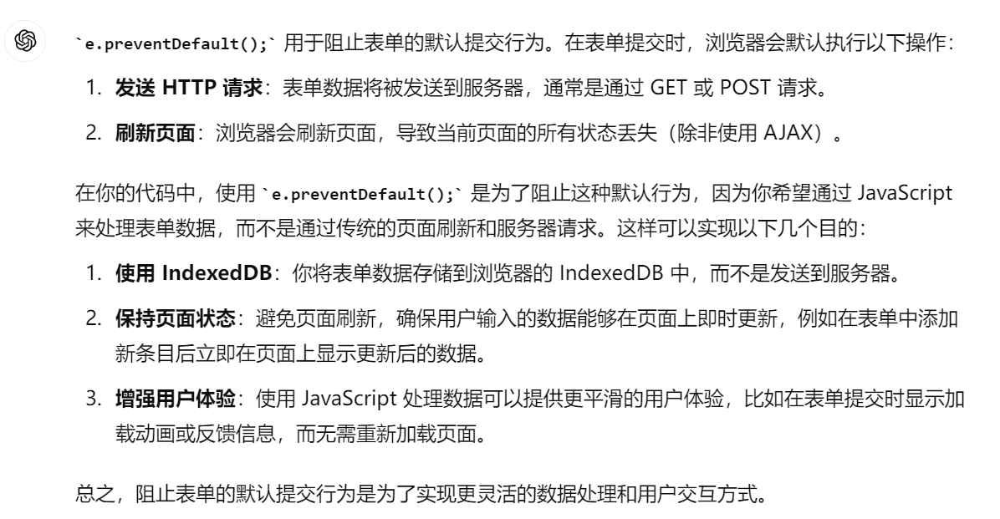 `e.preventDefault();` 用于阻止表单的默认提交行为。在表单提交时，浏览器会默认执行以下操作：
1. 发送 HTTP 请求：表单数据将被发送到服务器，通常是通过 GET 或 POST 请求。
2. 刷新页面：浏览器会刷新页面，导致当前页面的所有状态丢失（除非使用 AJAX）。
在你的代码中，使用 `e.preventDefault();` 是为了阻止这种默认行为，因为你希望通过 JavaScript
来处理表单数据，而不是通过传统的页面刷新和服务器请求。这样可以实现以下几个目的：
1. 使用 IndexedDB：你将表单数据存储到浏览器的 IndexedDB 中，而不是发送到服务器。
2. 保持页面状态：避免页面刷新，确保用户输入的数据能够在页面上即时更新，例如在表单中添加
新条目后立即在页面上显示更新后的数据。
3. 增强用户体验：使用 JavaScript 处理数据可以提供更平滑的用户体验，比如在表单提交时显示加
载动画或反馈信息，而无需重新加载页面。
总之，阻止表单的默认提交行为是为了实现更灵活的数据处理和用户交互方式。